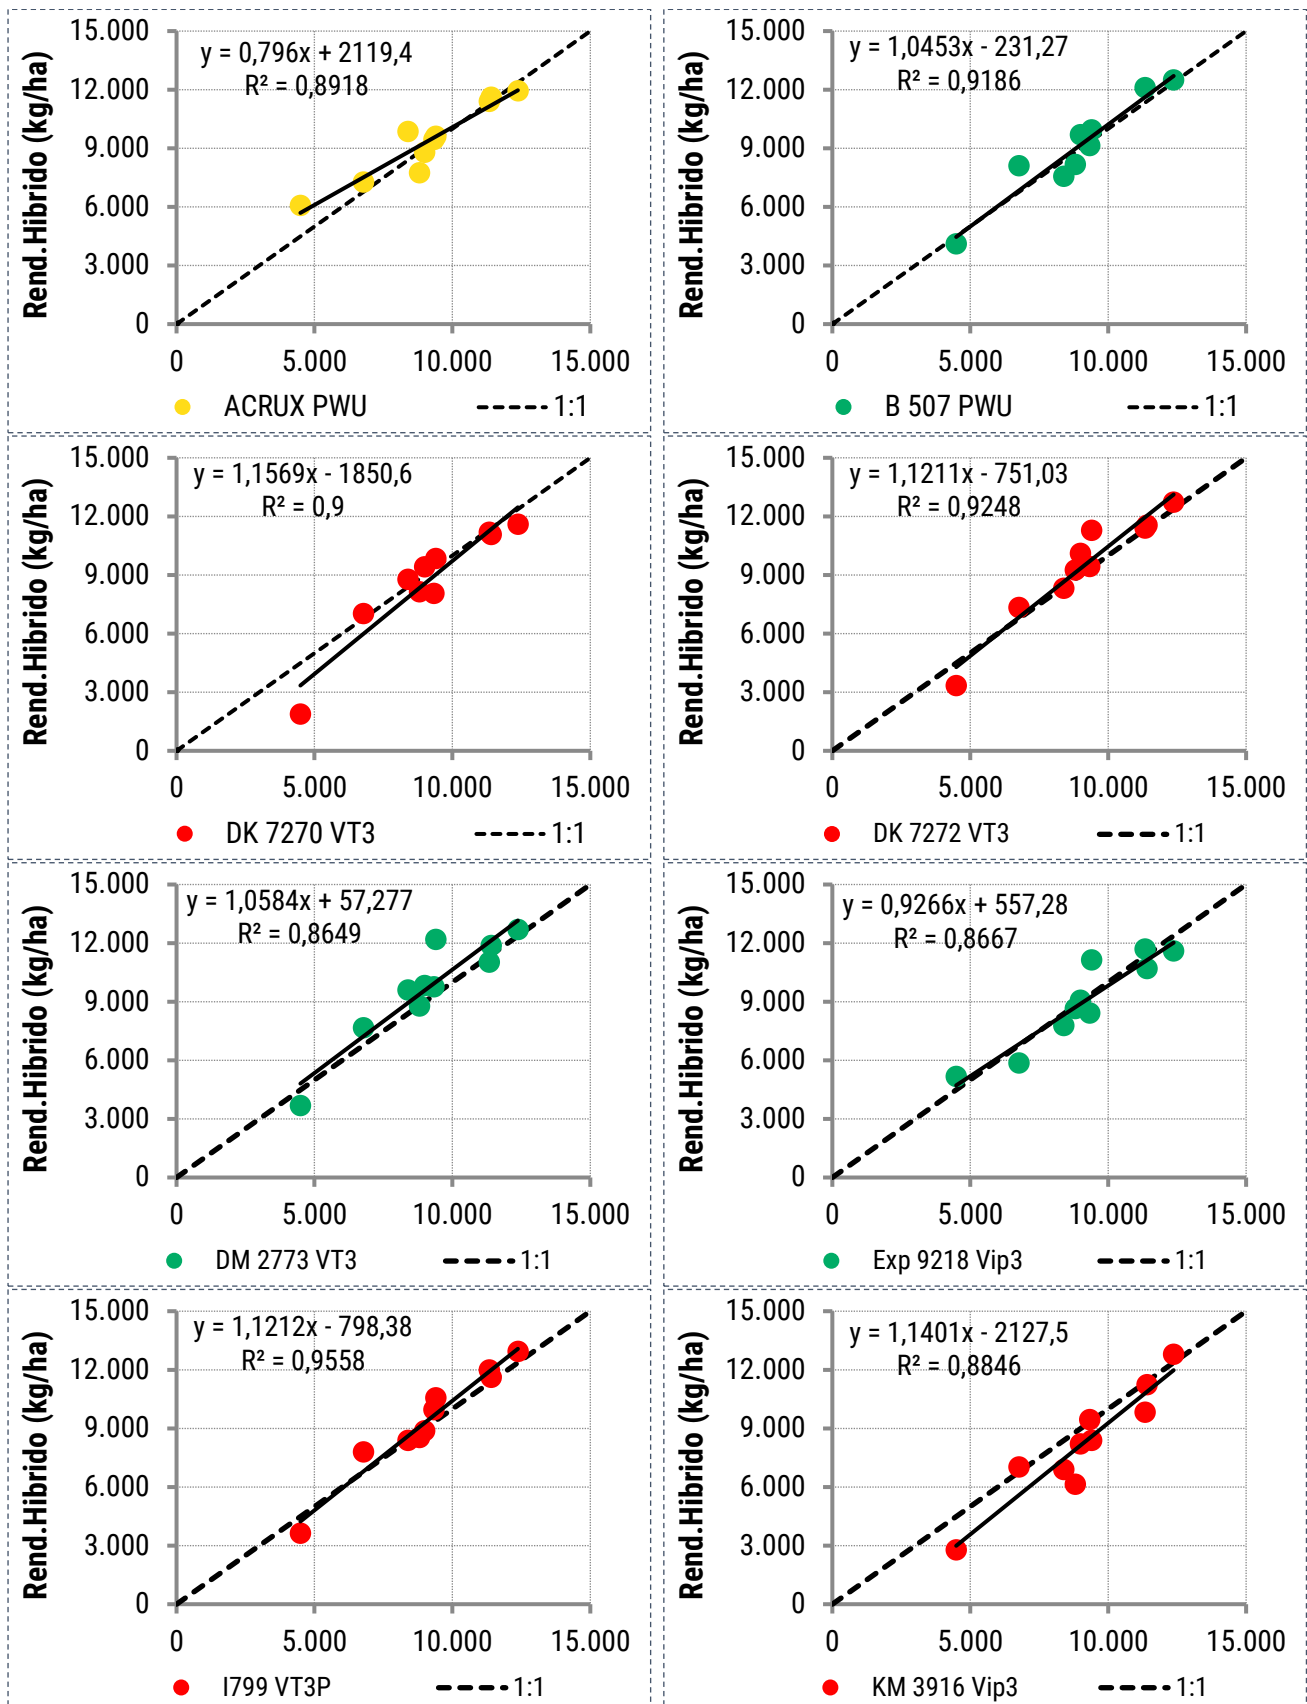 15.000
12.000
9.000
6.000
3.000
0
Rend.Hibrido (kg/ha)
y = 0,796x + 2119,4
R² = 0,8918
0 5.000 10.000 15.000
ACRUX PWU 1:1
15.000
12.000
9.000
6.000
3.000
0
Rend.Hibrido (kg/ha)
y = 1,0453x - 231,27
R² = 0,9186
0 5.000 10.000 15.000
B 507 PWU 1:1
15.000
12.000
9.000
6.000
3.000
0
Rend.Hibrido (kg/ha)
y = 1,1569x - 1850,6
R² = 0,9
0 5.000 10.000 15.000
DK 7270 VT3 1:1
15.000
12.000
9.000
6.000
3.000
0
Rend.Hibrido (kg/ha)
y = 1,1211x - 751,03
R² = 0,9248
0 5.000 10.000 15.000
DK 7272 VT3 1:1
15.000
12.000
9.000
6.000
3.000
0
Rend.Hibrido (kg/ha)
y = 1,0584x + 57,277
R² = 0,8649
0 5.000 10.000 15.000
DM 2773 VT3 1:1
15.000
12.000
9.000
6.000
3.000
0
Rend.Hibrido (kg/ha)
y = 0,9266x + 557,28
R² = 0,8667
0 5.000 10.000 15.000
Exp 9218 Vip3 1:1
15.000
12.000
9.000
6.000
3.000
0
Rend.Hibrido (kg/ha)
y = 1,1212x - 798,38
R² = 0,9558
0 5.000 10.000 15.000
I799 VT3P 1:1
15.000
12.000
9.000
6.000
3.000
0
Rend.Hibrido (kg/ha)
y = 1,1401x - 2127,5
R² = 0,8846
0 5.000 10.000 15.000
KM 3916 Vip3 1:1